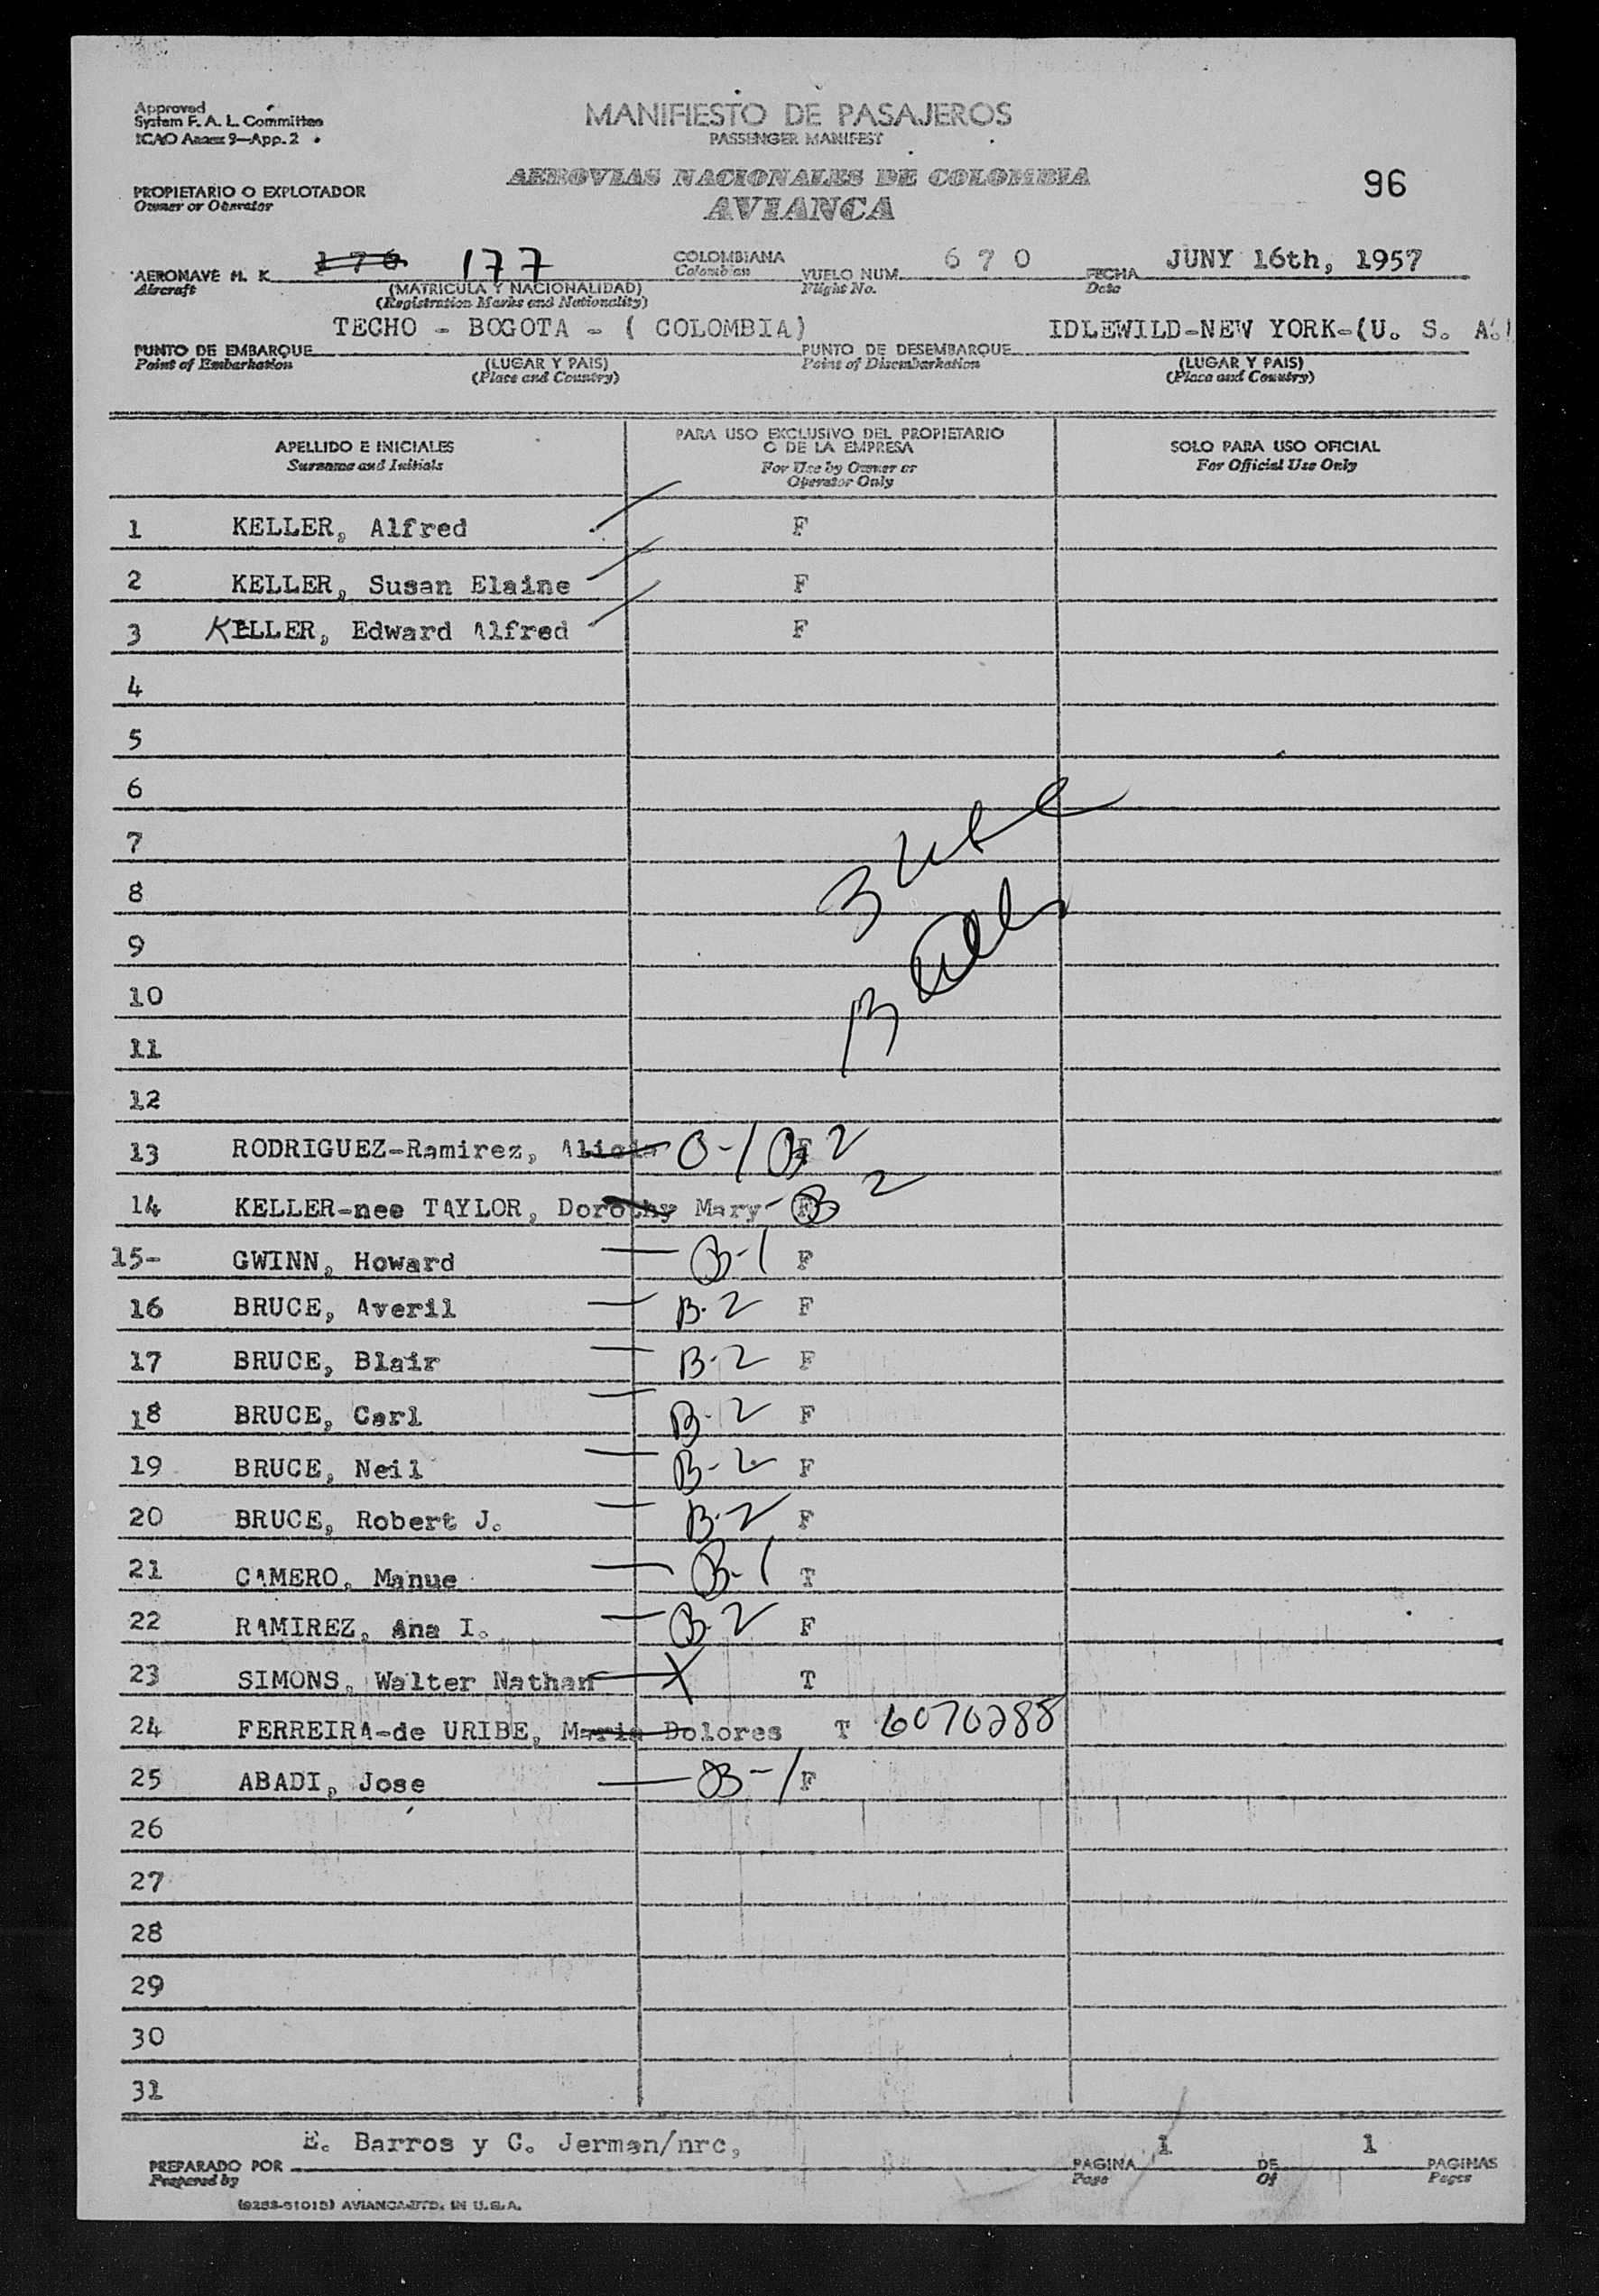 Approved
System F. A. L. Committee
ICAO Annex 9—App. 2
MANIFIESTO DE PASAJEROS
PASSENGER MANIFEST
AEROVIAS NACIONALES DE COLOMBIA
AVIANCA
96
PROPIETARIO O EXPLOTADOR
Owner or Operator
AERONAVE H. K. 176 177 COLOMBIANA VUELO NUM. 670 FECHA JUNY 16th, 1957
Aircraft (MATRICULA Y NACIONALIDAD) Colombian Flight No. Date
(Registration Marks and Nationality)
TECHO - BOGOTA - ( COLOMBIA) IDLEWILD-NEW YORK-(U. S. A.)
PUNTO DE EMBARQUE (LUGAR Y PAIS) PUNTO DE DESEMBARQUE (LUGAR Y PAIS)
Point of Embarkation (Place and Country) Point of Disembarkation (Place and Country)
APELLIDO E INICIALES
Surname and Initials
PARA USO EXCLUSIVO DEL PROPIETARIO
O DE LA EMPRESA
For Use by Owner or
Operator Only
SOLO PARA USO OFICIAL
For Official Use Only
1 KELLER, Alfred F
2 KELLER, Susan Elaine F
3 KELLER, Edward Alfred F
4
5
6
7
8
9
10
11
12
13 RODRIGUEZ-Ramirez, Alicia B-1 F 2
14 KELLER-nee TAYLOR, Dorothy Mary F B 2
15- GWINN, Howard B-1 F
16 BRUCE, Averil B-2 F
17 BRUCE, Blair B-2 F
18 BRUCE, Carl B-2 F
19 BRUCE, Neil B-2 F
20 BRUCE, Robert J. B-2 F
21 CAMERO, Manue B-1 T
22 RAMIREZ, Ana I. B-2 F
23 SIMONS, Walter Nathan X T
24 FERREIRA-de URIBE, Maria Dolores T 6070288
25 ABADI, Jose B-1 F
26
27
28
29
30
31
E. Barros y C. Jerman/nrc,
PREPARADO POR PAGINA 1 DE 1 PAGINAS
Prepared by Page Of Pages
(9253-51015) AVIANCA-PTD. IN U.S.A.